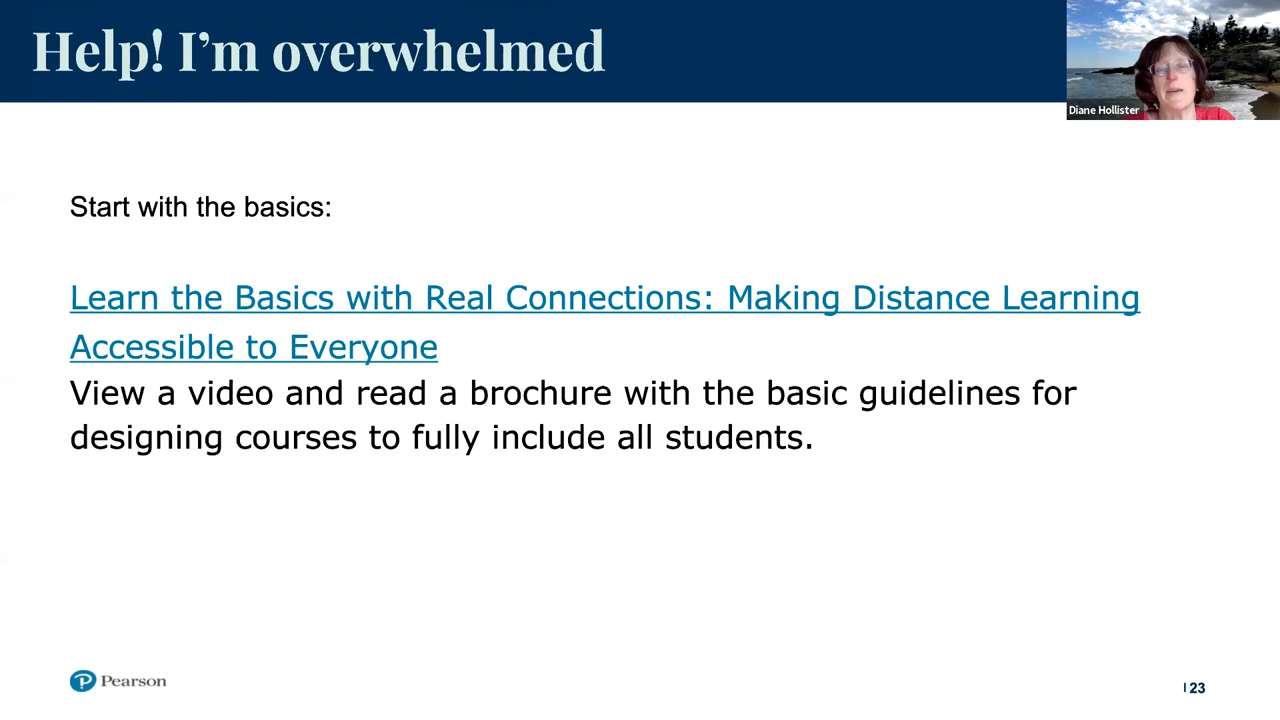 Help! I'm overwhelmed
Diane Hollister
Start with the basics:
Learn the Basics with Real Connections: Making Distance Learning
Accessible to Everyone
View a video and read a brochure with the basic guidelines for
designing courses to fully include all students.
Pearson
23